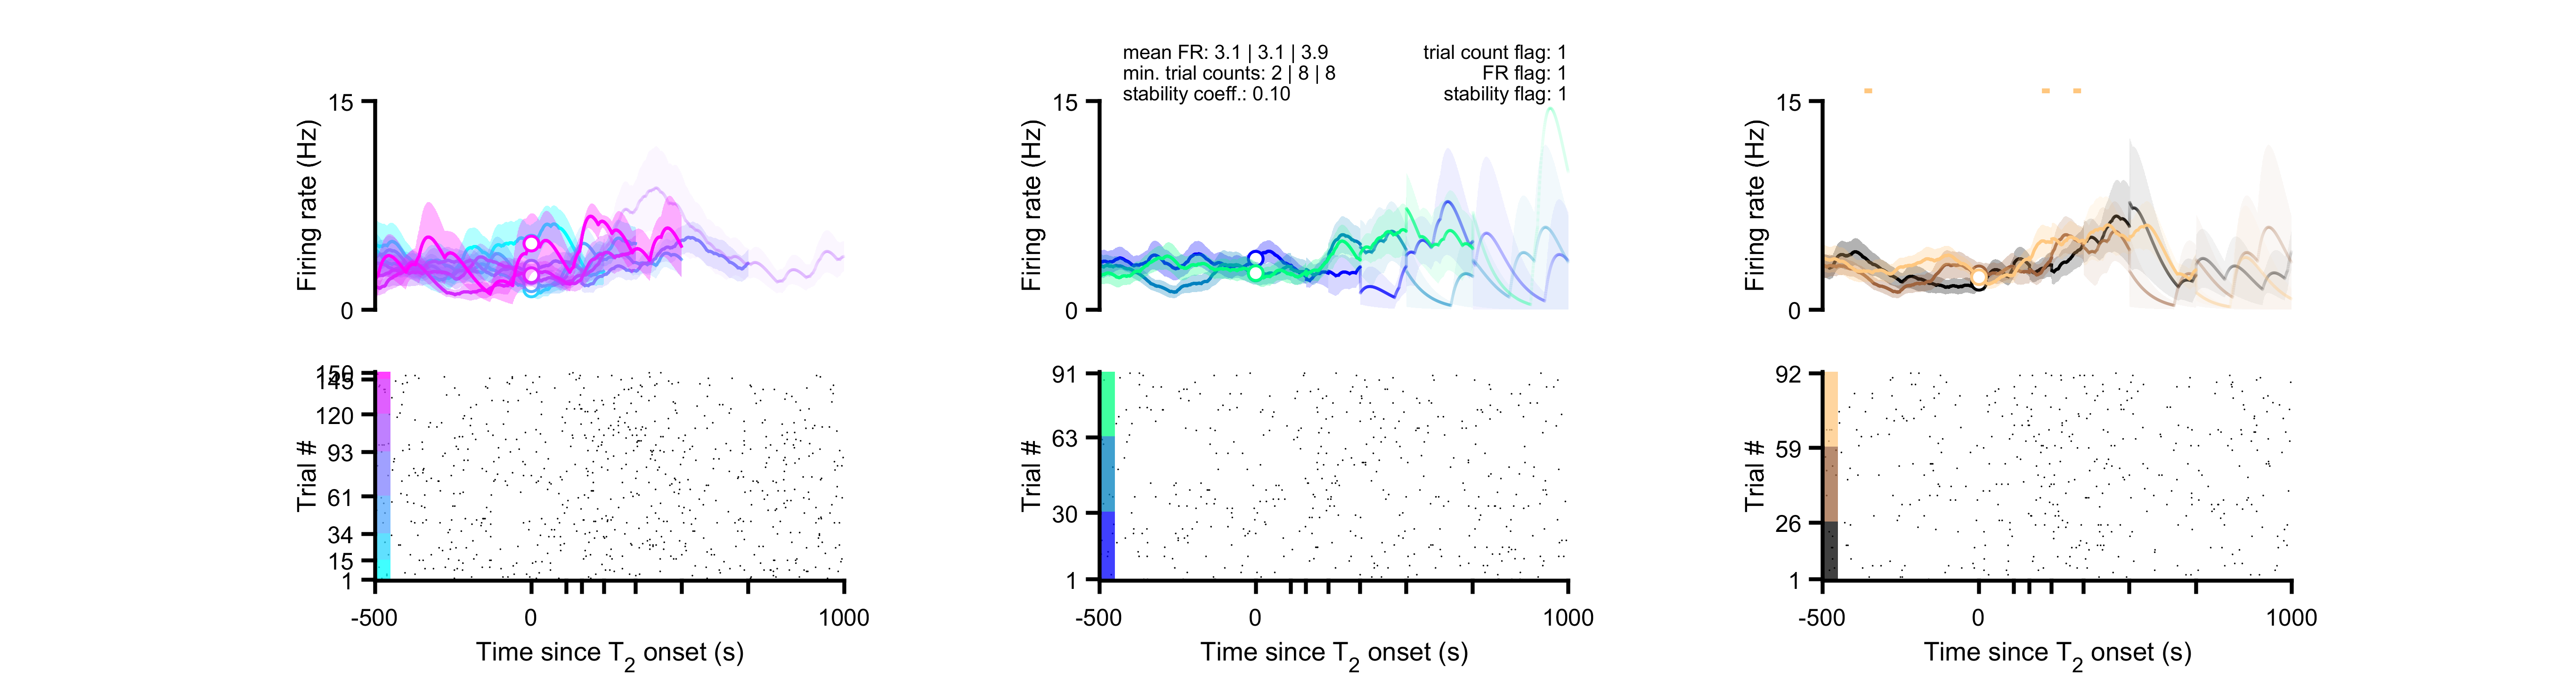 mean FR: 3.1 | 3.1 | 3.9
min. trial counts: 2 | 8 | 8
stability coeff.: 0.10
trial count flag: 1
FR flag: 1
stability flag: 1
15
Firing rate (Hz)
0
15
Firing rate (Hz)
0
15
Firing rate (Hz)
0
150
145
120
93
61
34
15
1
Trial #
-500 0 1000
Time since T2 onset (s)
91
63
30
1
Trial #
-500 0 1000
Time since T2 onset (s)
92
59
26
1
Trial #
-500 0 1000
Time since T2 onset (s)